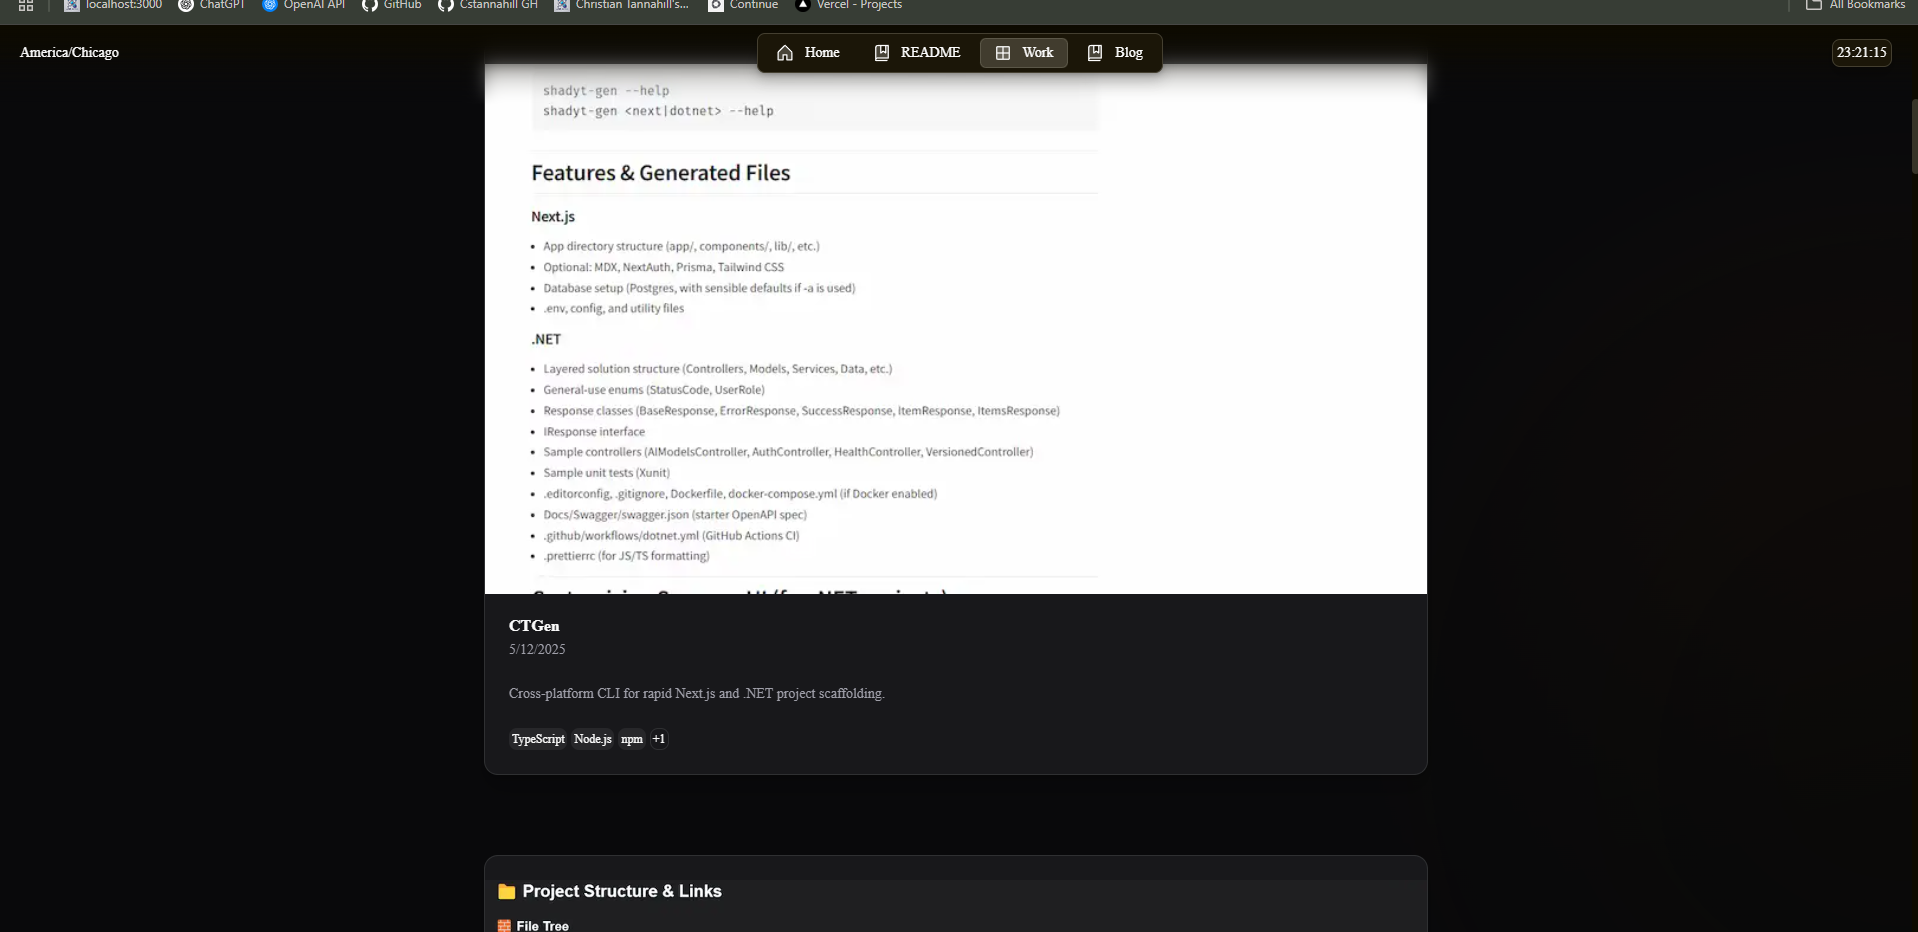 localhost:3000 ChatGPT OpenAI API GitHub Cstannahill GH Christian Tannahill's... Continue Vercel - Projects All Bookmarks
America/Chicago Home README Work Blog 23:21:15
shadyt-gen --help
shadyt-gen <next|dotnet> --help
Features & Generated Files
Next.js
• App directory structure (app/, components/, lib/, etc.)
• Optional: MDX, NextAuth, Prisma, Tailwind CSS
• Database setup (Postgres, with sensible defaults if -a is used)
• .env, config, and utility files
.NET
• Layered solution structure (Controllers, Models, Services, Data, etc.)
• General-use enums (StatusCode, UserRole)
• Response classes (BaseResponse, ErrorResponse, SuccessResponse, ItemResponse, ItemsResponse)
• IResponse interface
• Sample controllers (AIModelsController, AuthController, HealthController, VersionedController)
• Sample unit tests (Xunit)
• .editorconfig, .gitignore, Dockerfile, docker-compose.yml (if Docker enabled)
• Docs/Swagger/swagger.json (starter OpenAPI spec)
• .github/workflows/dotnet.yml (GitHub Actions CI)
• .prettierrc (for JS/TS formatting)
CTGen
5/12/2025
Cross-platform CLI for rapid Next.js and .NET project scaffolding.
TypeScript Node.js npm +1
Project Structure & Links
File Tree